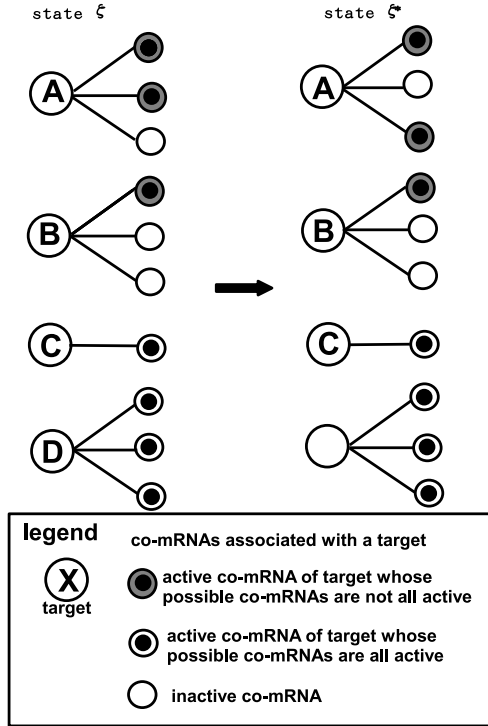 state ξ
state ξ*
A
A
B
B
C
C
D
legend
co-mRNAs associated with a target
X
target
active co-mRNA of target whose
possible co-mRNAs are not all active
active co-mRNA of target whose
possible co-mRNAs are all active
inactive co-mRNA